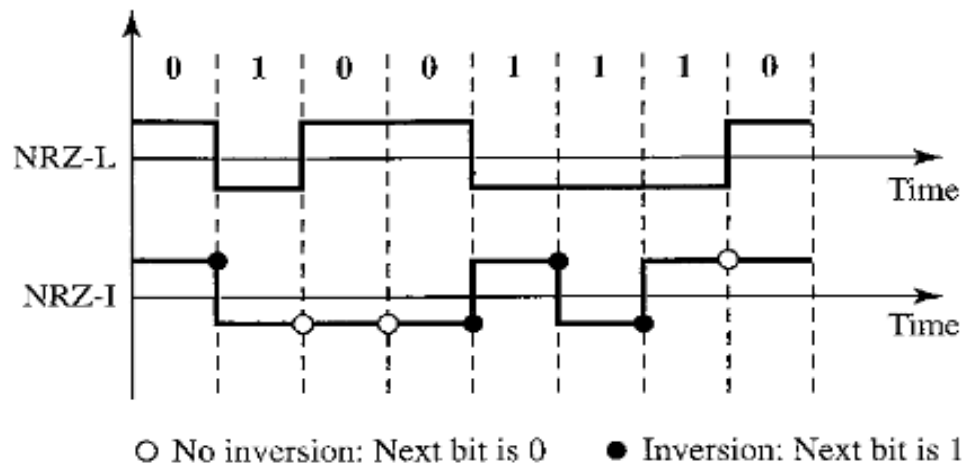 0 1 0 0 1 1 1 0
NRZ-L
Time
NRZ-I
Time
No inversion: Next bit is 0 Inversion: Next bit is 1